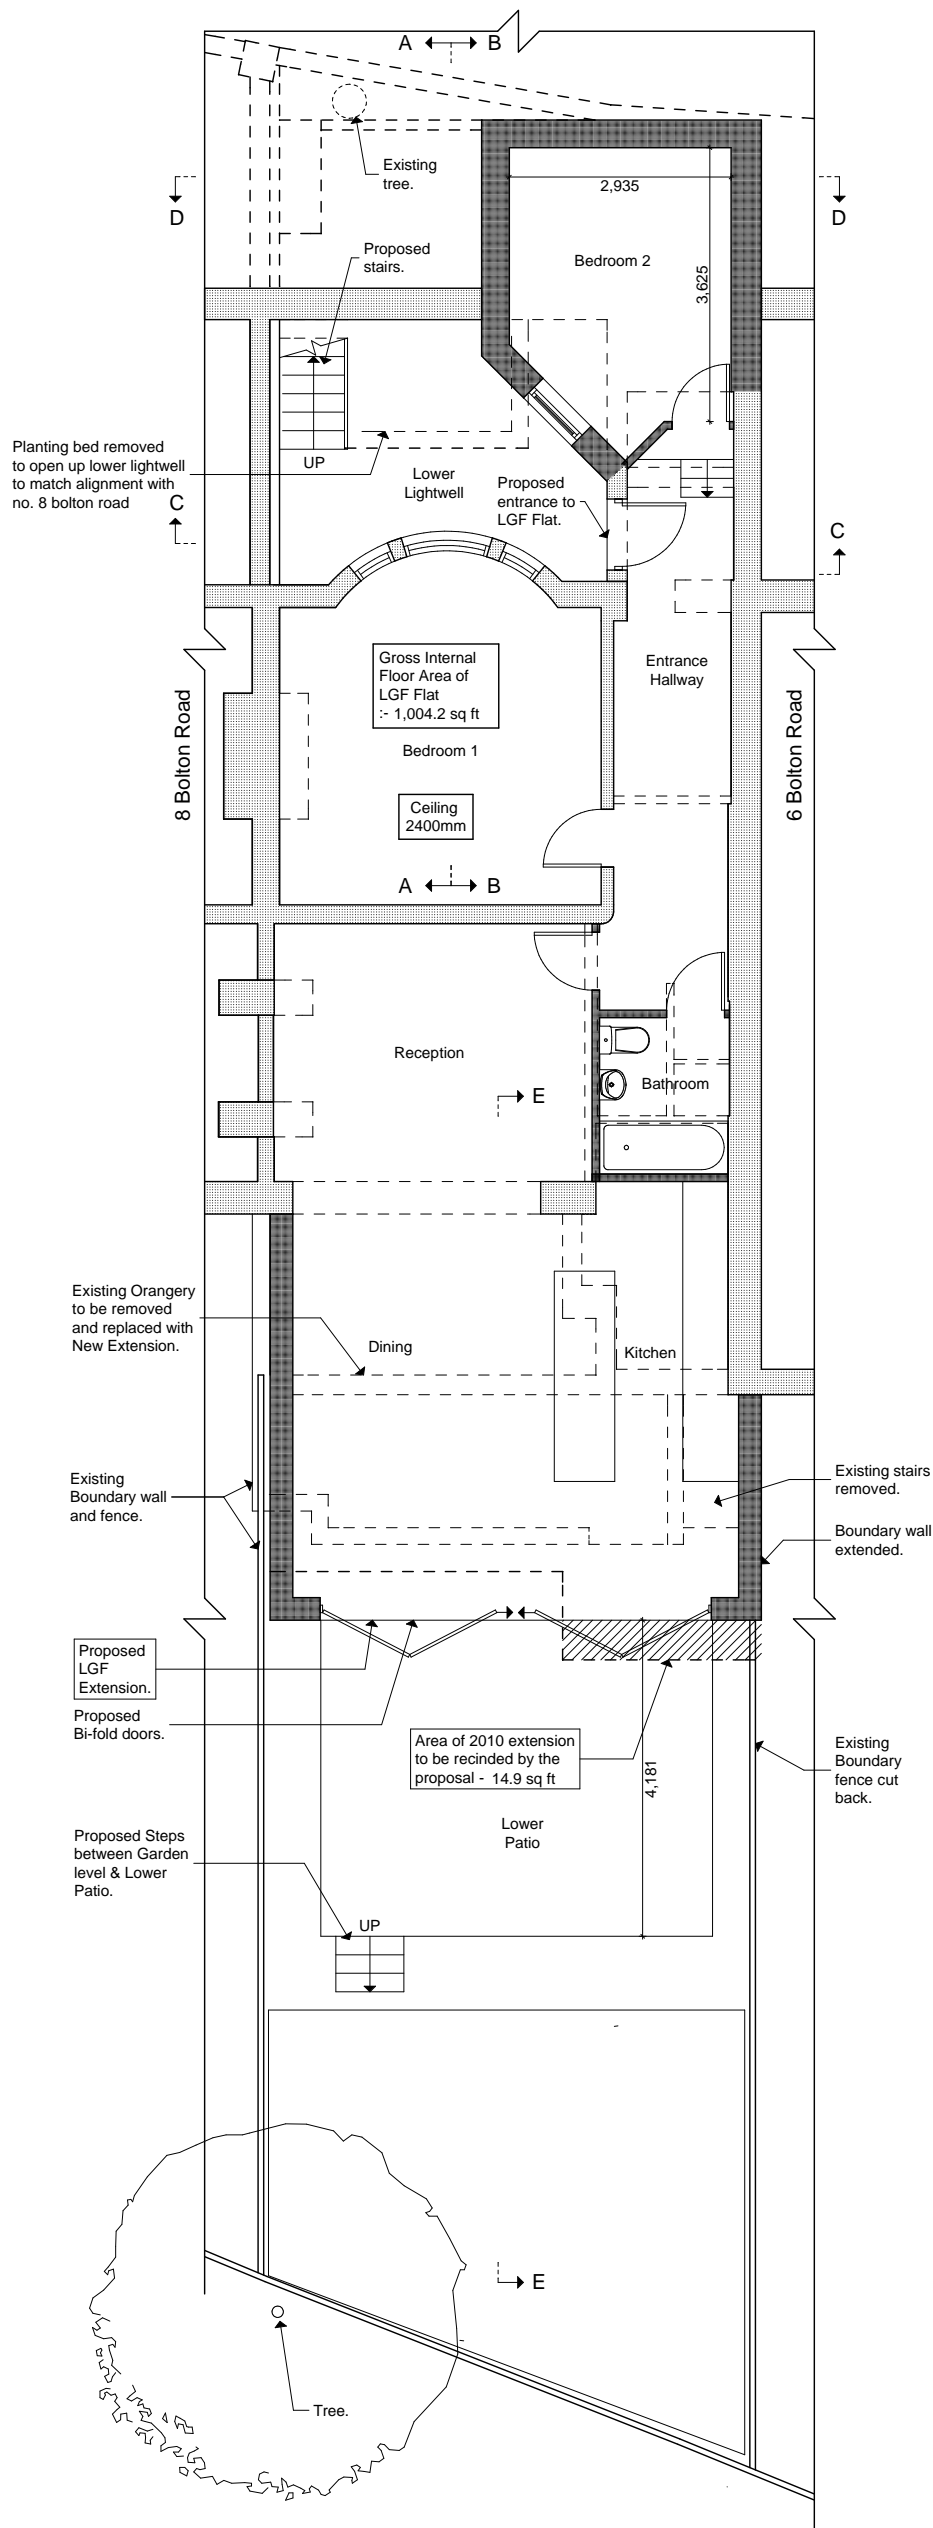 A
B
Existing
tree.
D
D
2,935
Bedroom 2
3,625
Proposed
stairs.
Planting bed removed
to open up lower lightwell
to match alignment with
no. 8 bolton road
UP
Lower
Lightwell
Proposed
entrance to
LGF Flat.
C
C
8 Bolton Road
Gross Internal
Floor Area of
LGF Flat
:- 1,004.2 sq ft
Entrance
Hallway
6 Bolton Road
Bedroom 1
Ceiling
2400mm
A
B
Reception
E
Bathroom
Existing Orangery
to be removed
and replaced with
New Extension.
Dining
Kitchen
Existing
Boundary wall
and fence.
Existing stairs
removed.
Boundary wall
extended.
Proposed
LGF
Extension.
Proposed
Bi-fold doors.
Area of 2010 extension
to be recinded by the
proposal - 14.9 sq ft
4,181
Existing
Boundary
fence cut
back.
Lower
Patio
Proposed Steps
between Garden
level & Lower
Patio.
UP
E
Tree.